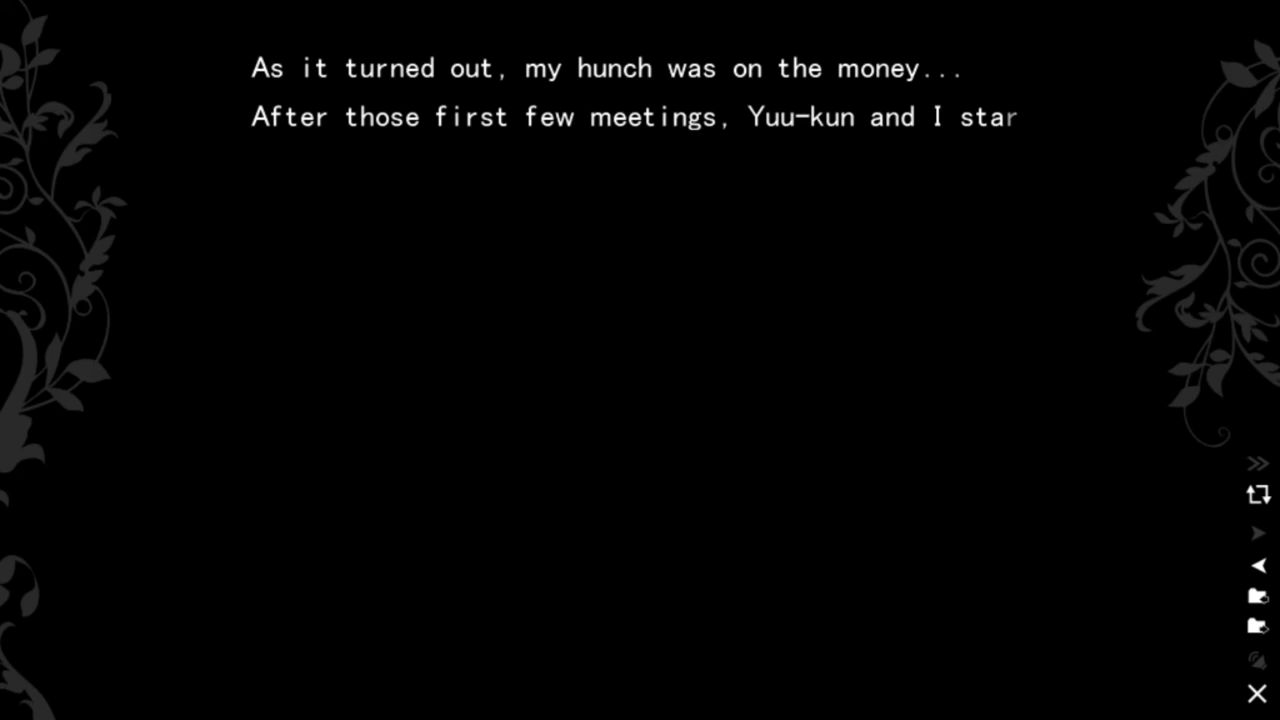 As it turned out, my hunch was on the money...
After those first few meetings, Yuu-kun and I star